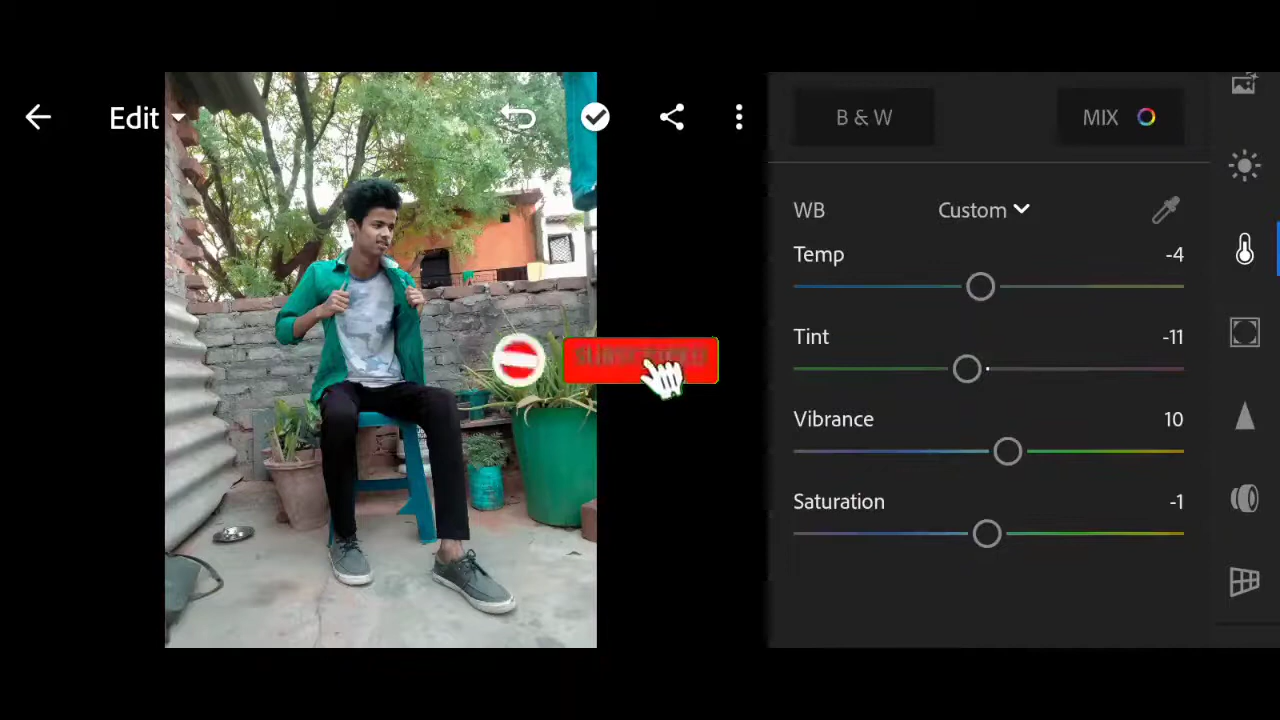 Edit
B & W
MIX
WB
Custom
Temp
-4
Tint
-11
Vibrance
10
Saturation
-1